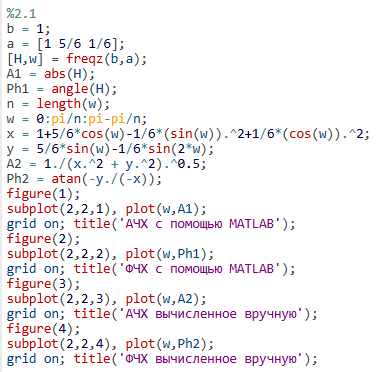 %2.1
b = 1;
a = [1 5/6 1/6];
[H,w] = freqz(b,a);
A1 = abs(H);
Ph1 = angle(H);
n = length(w);
w = 0:pi/n:pi-pi/n;
x = 1+5/6*cos(w)-1/6*(sin(w)).^2+1/6*(cos(w)).^2;
y = 5/6*sin(w)-1/6*sin(2*w);
A2 = 1./(x.^2 + y.^2).^0.5;
Ph2 = atan(-y./(-x));
figure(1);
subplot(2,2,1), plot(w,A1);
grid on; title('АЧХ с помощью MATLAB');
figure(2);
subplot(2,2,2), plot(w,Ph1);
grid on; title('ФЧХ с помощью MATLAB');
figure(3);
subplot(2,2,3), plot(w,A2);
grid on; title('АЧХ вычисленное вручную');
figure(4);
subplot(2,2,4), plot(w,Ph2);
grid on; title('ФЧХ вычисленное вручную');